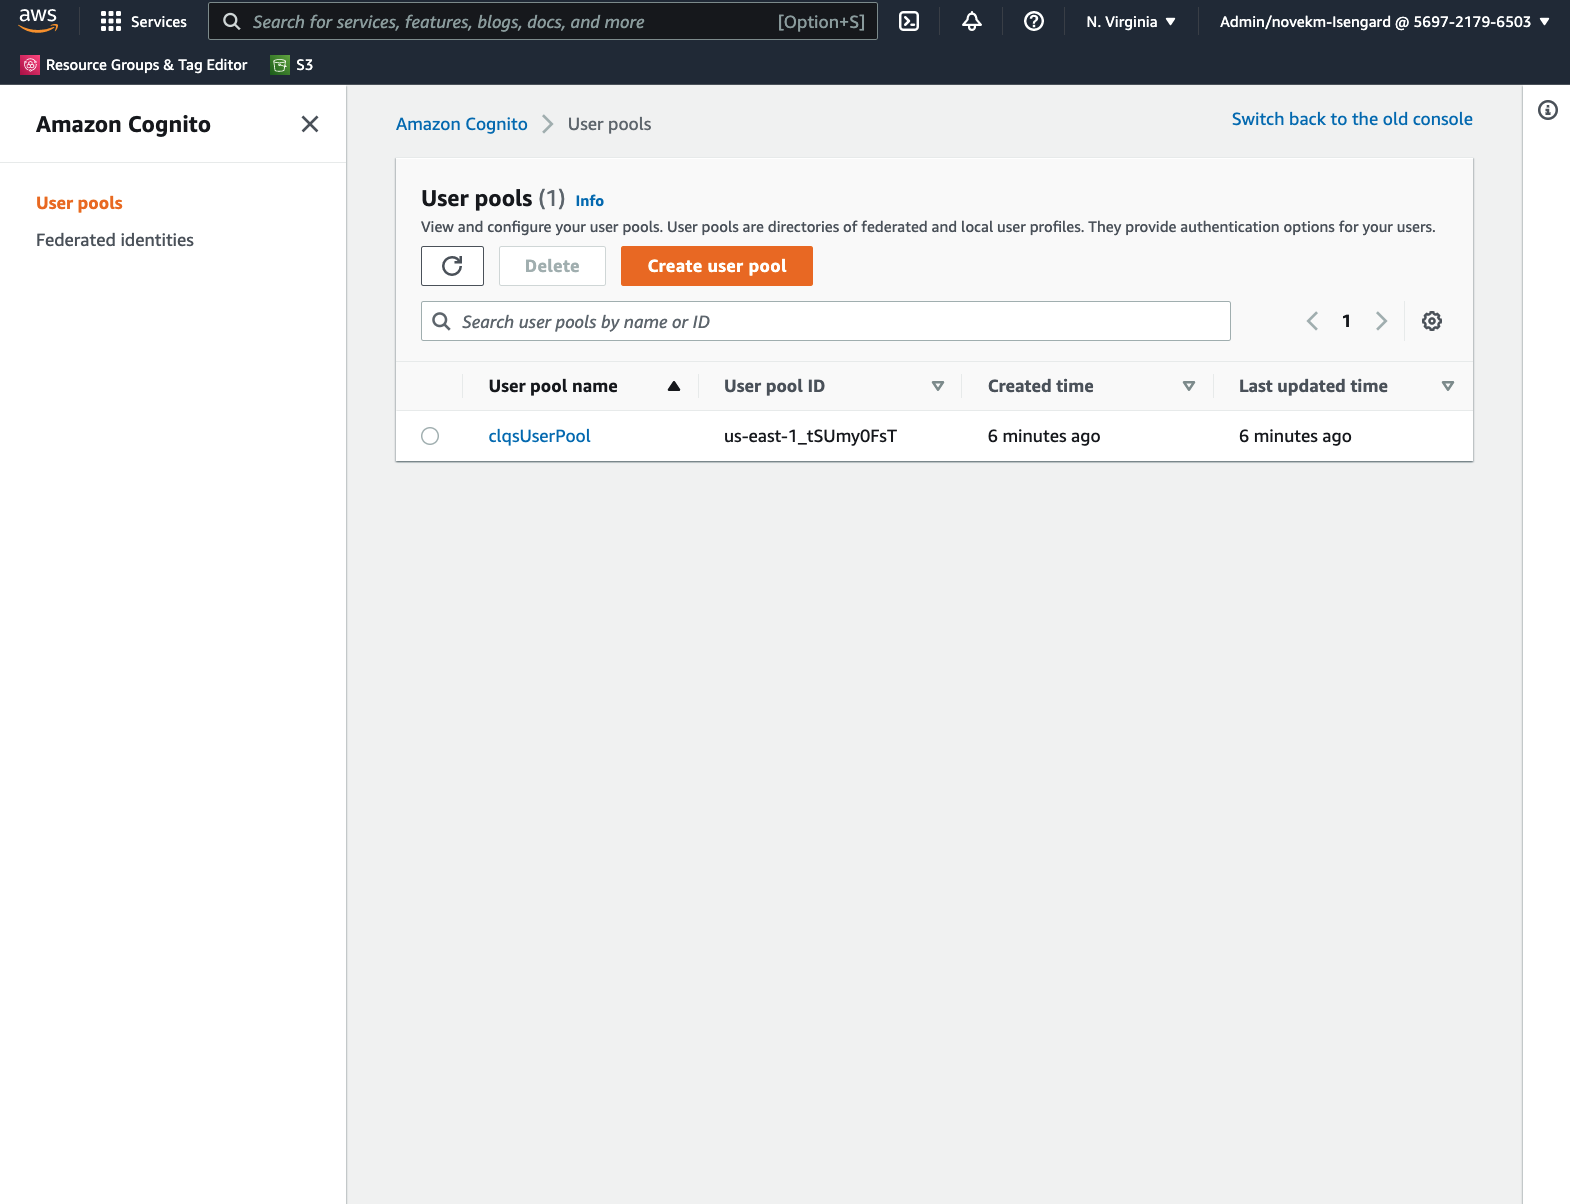 aws
Services
Search for services, features, blogs, docs, and more [Option+S]
N. Virginia
Admin/novekm-Isengard @ 5697-2179-6503
Resource Groups & Tag Editor
S3
Amazon Cognito
User pools
Federated identities
Amazon Cognito User pools
Switch back to the old console
User pools (1) Info
View and configure your user pools. User pools are directories of federated and local user profiles. They provide authentication options for your users.
Delete
Create user pool
Search user pools by name or ID
1
User pool name User pool ID Created time Last updated time
clqsUserPool us-east-1_tSUmy0FsT 6 minutes ago 6 minutes ago